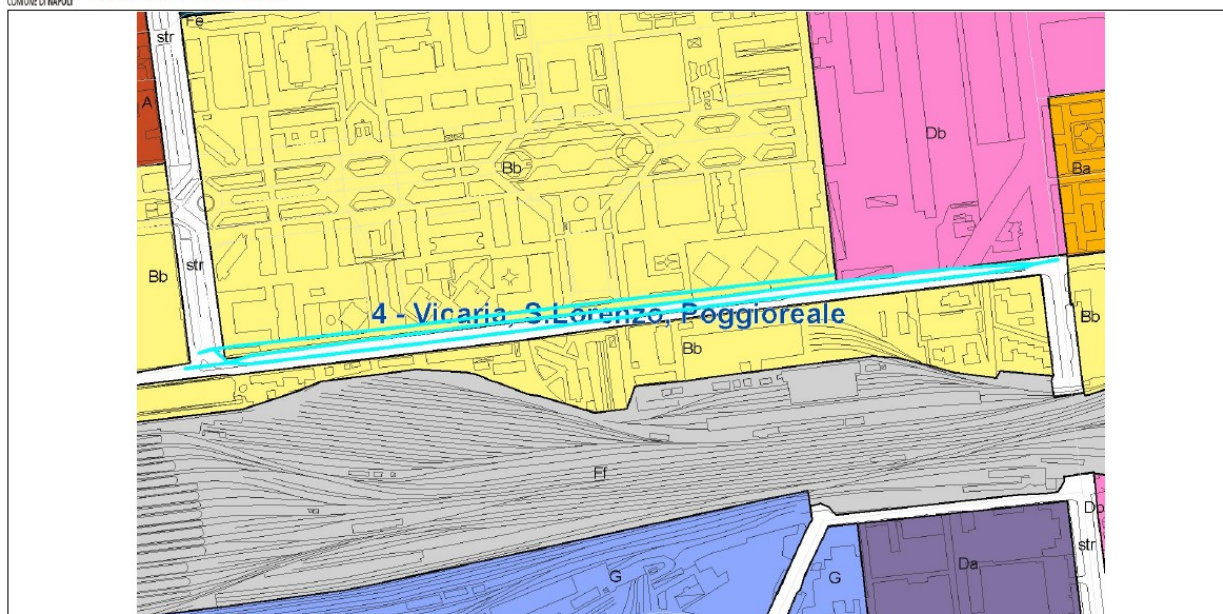 COMUNE DI NAPOLI
Fe
str
A
Db
Bb
Ba
Bb
str
4 - Vicaria, S.Lorenzo, Poggioreale
Bb
Bb
Ff
Db
str
G
G
Da